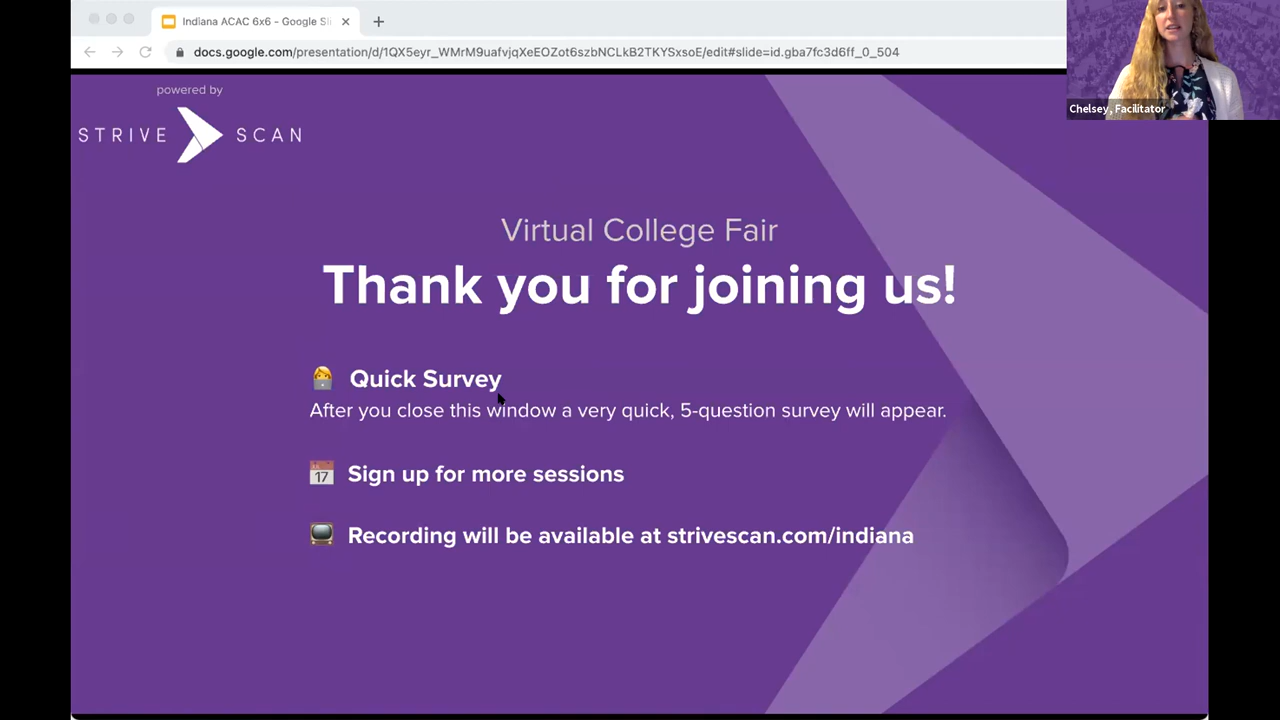 Indiana ACAC 6x6 - Google Sli
docs.google.com/presentation/d/1QX5eyr_WMrM9uafvjqXeEOZot6szbNCLkB2TKYSxsoE/edit#slide=id.gba7fc3d6ff_0_504
Chelsey, Facilitator
powered by
STRIVE SCAN
Virtual College Fair
Thank you for joining us!
Quick Survey
After you close this window a very quick, 5-question survey will appear.
17 Sign up for more sessions
Recording will be available at strivescan.com/indiana